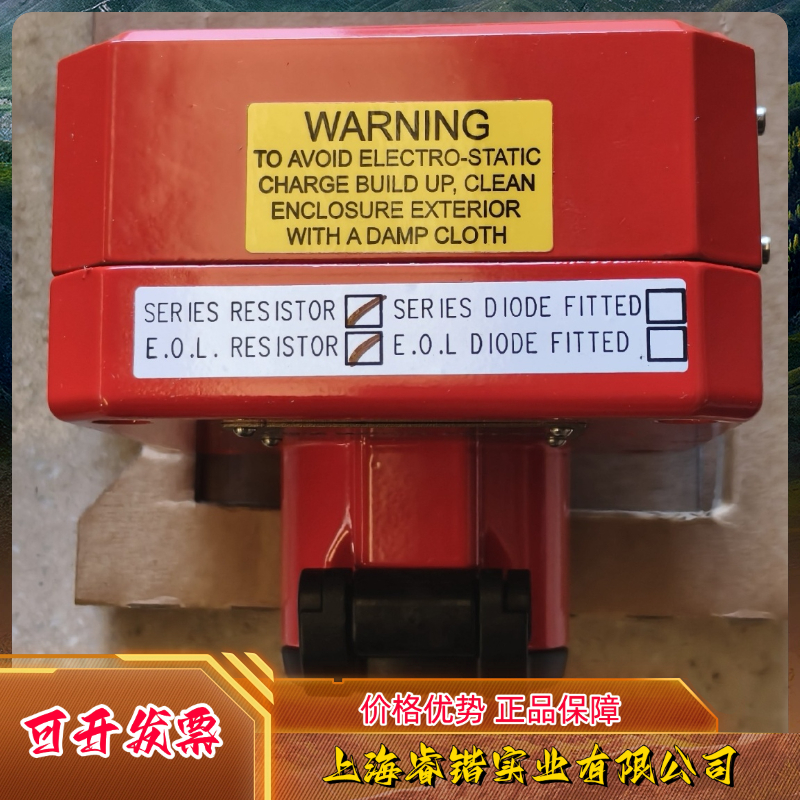 WARNING
TO AVOID ELECTRO-STATIC
CHARGE BUILD UP, CLEAN
ENCLOSURE EXTERIOR
WITH A DAMP CLOTH
SERIES RESISTOR SERIES DIODE FITTED
E.O.L. RESISTOR E.O.L DIODE FITTED
价格优势 正品保障
可开发票
上海睿锴实业有限公司